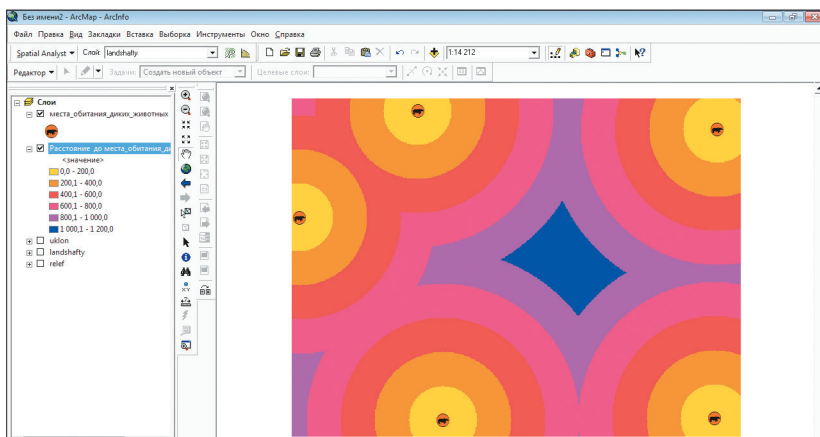 Без имени2 - ArcMap - ArcInfo
Файл Правка Вид Закладки Вставка Выборка Инструменты Окно Справка
Spatial Analyst Слой: landshafty 1:14 212
Редактор Задачи: Создать новый объект Целевые слои:
Слои
места_обитания_диких_животных
Расстояние до места_обитания_ди
<значение>
0,0 - 200,0
200,1 - 400,0
400,1 - 600,0
600,1 - 800,0
800,1 - 1 000,0
1 000,1 - 1 200,0
uklon
landshafty
relef
XY